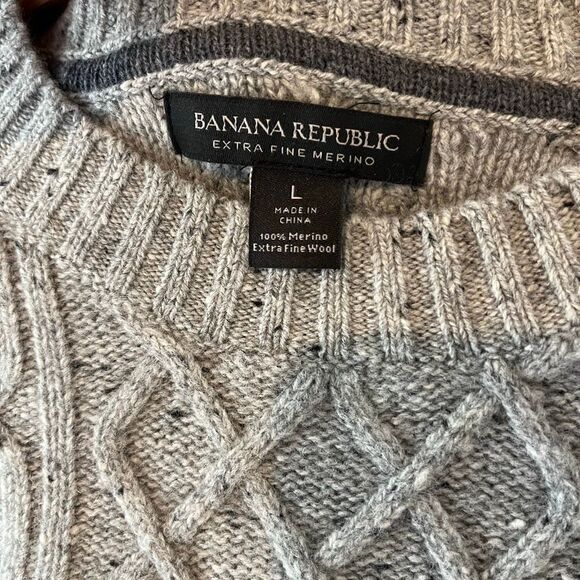 BANANA REPUBLIC
EXTRA FINE MERINO
L
MADE IN
CHINA
100% Merino
Extra Fine Wool